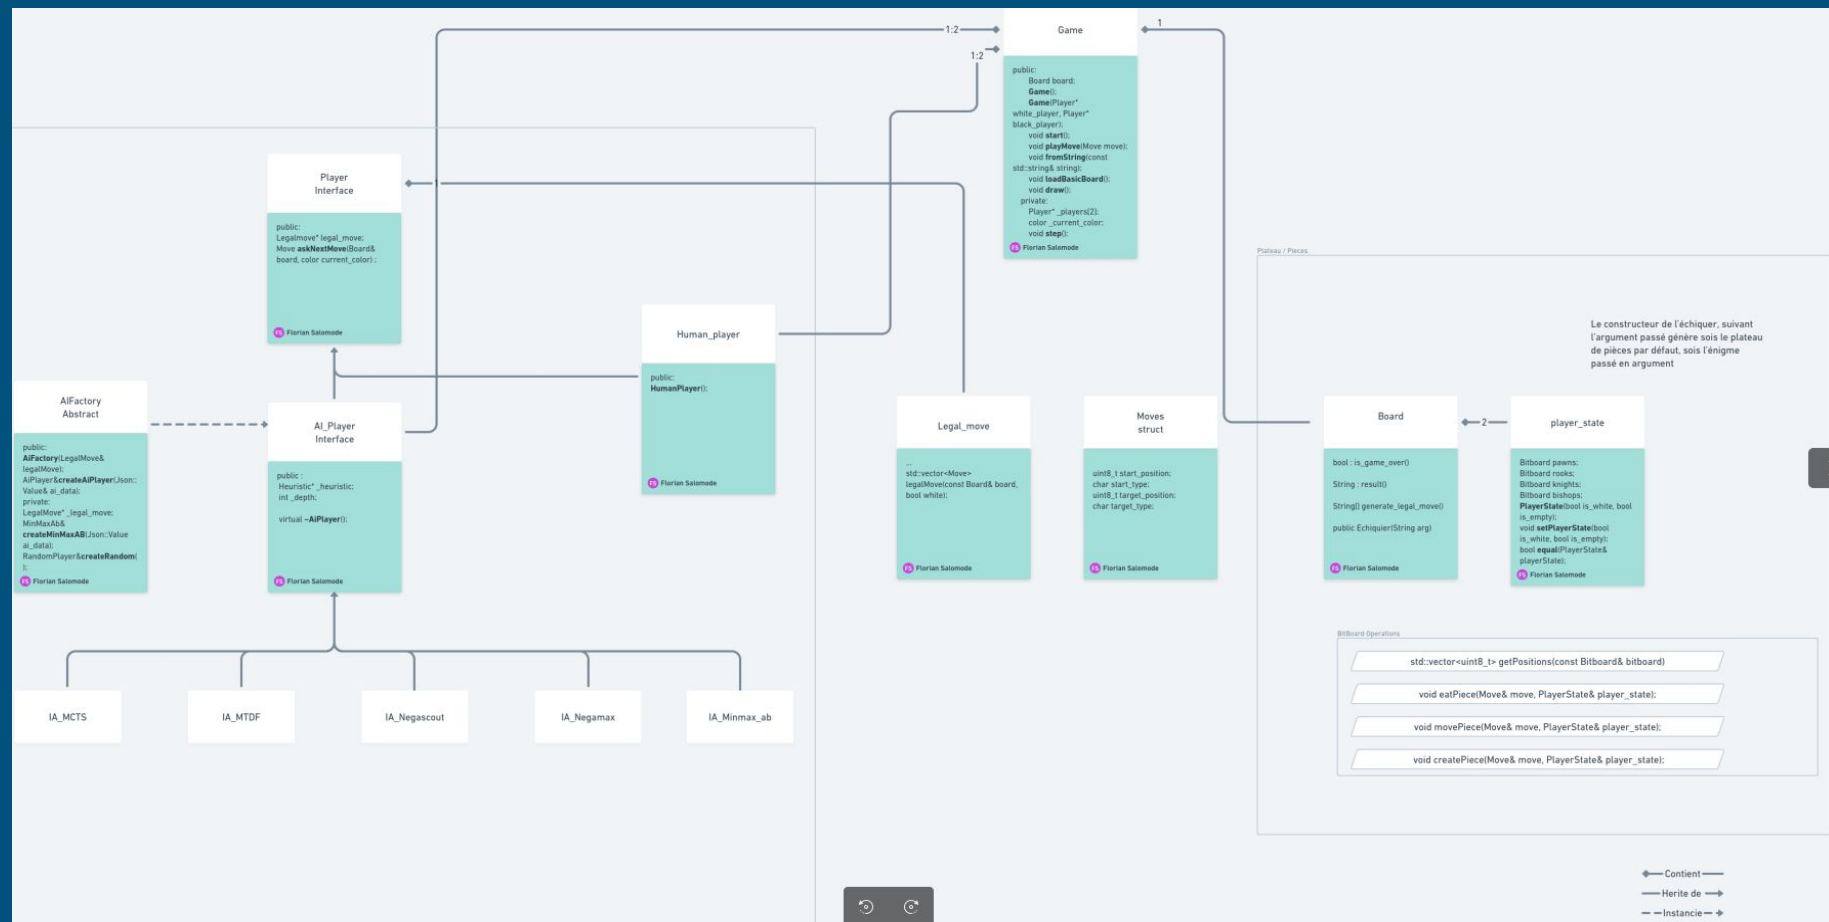 1:2
Game
1
1:2
public:
Board board;
Game();
Game(Player*
white_player, Player*
black_player);
void start();
void playMove(Move move);
void fromString(const
std::string& string);
void loadBasicBoard();
void draw();
private:
Player* _players[2];
color _current_color;
void step();
FS Florian Salomode
Player
Interface
1
public:
Legalmove* legal_move;
Move askNextMove(Board&
board, color current_color) ;
FS Florian Salomode
Human_player
public:
HumanPlayer();
FS Florian Salomode
AIFactory
Abstract
public:
AiFactory(LegalMove&
legalMove);
AiPlayer&createAiPlayer(Json::
Value& ai_data);
private:
LegalMove* _legal_move;
MinMaxAb&
createMinMaxAB(Json::Value
ai_data);
RandomPlayer&createRandom(
);
FS Florian Salomode
AI_Player
Interface
public :
Heuristic* _heuristic;
int _depth;
virtual ~AiPlayer();
FS Florian Salomode
IA_MCTS
IA_MTDF
IA_Negascout
IA_Negamax
IA_Minmax_ab
Legal_move
...
std::vector<Move>
legalMove(const Board& board,
bool white);
FS Florian Salomode
Moves
struct
uint8_t start_position;
char start_type;
uint8_t target_position;
char target_type;
FS Florian Salomode
Plateau / Pieces
Le constructeur de l'échiquer, suivant
l'argument passé génère sois le plateau
de pièces par défaut, sois l'énigme
passé en argument
Board
bool : is_game_over()
String : result()
String[] generate_legal_move()
public Echiquier(String arg)
FS Florian Salomode
2
player_state
Bitboard pawns;
Bitboard rooks;
Bitboard knights;
Bitboard bishops;
PlayerState(bool is_white, bool
is_empty);
void setPlayerState(bool
is_white, bool is_empty);
bool equal(PlayerState&
playerState);
FS Florian Salomode
BitBoard Operations
std::vector<uint8_t> getPositions(const Bitboard& bitboard)
void eatPiece(Move& move, PlayerState& player_state);
void movePiece(Move& move, PlayerState& player_state);
void createPiece(Move& move, PlayerState& player_state);
Contient
Herite de
Instancie